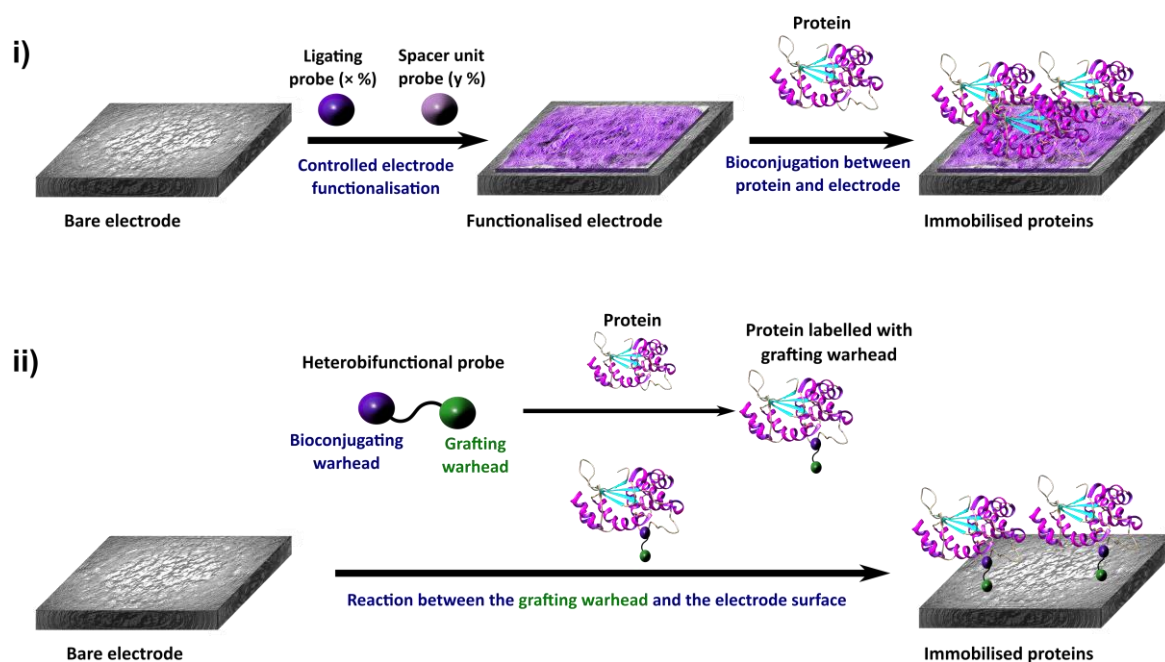 i)
Ligating
probe (× %)
Spacer unit
probe (y %)
Protein
Controlled electrode
functionalisation
Bioconjugation between
protein and electrode
Bare electrode
Functionalised electrode
Immobilised proteins
ii)
Heterobifunctional probe
Protein
Protein labelled with
grafting warhead
Bioconjugating
warhead
Grafting
warhead
Reaction between the grafting warhead and the electrode surface
Bare electrode
Immobilised proteins